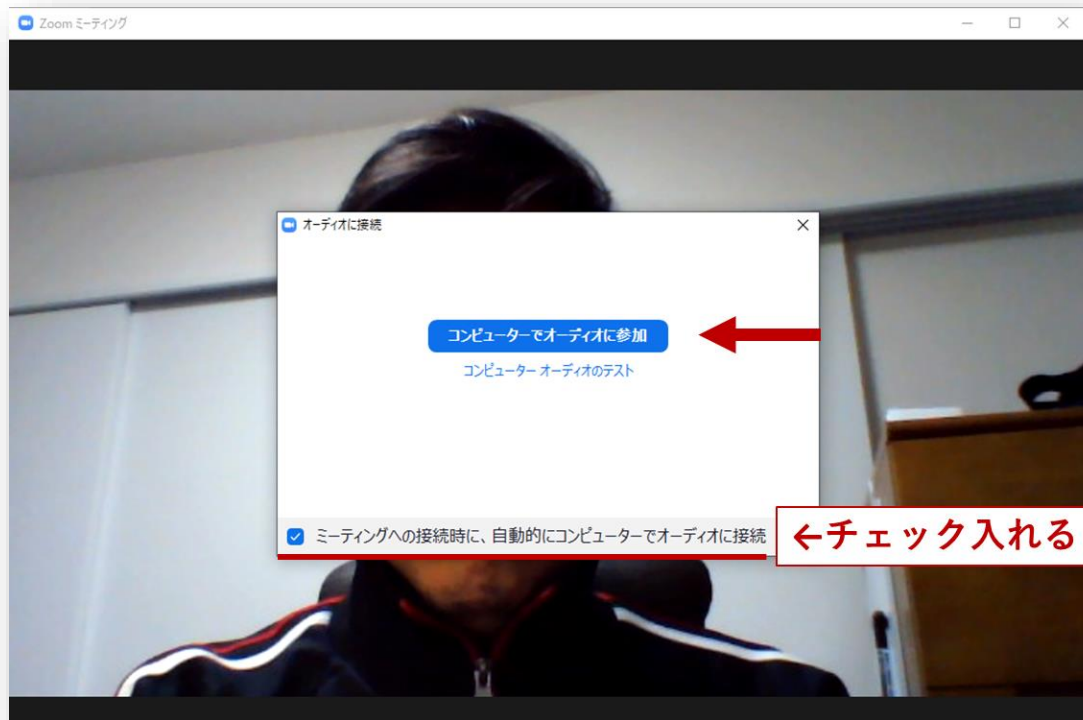 Zoom ミーティング
オーディオに接続
コンピューターでオーディオに参加
コンピューター オーディオのテスト
ミーティングへの接続時に、自動的にコンピューターでオーディオに接続
←チェック入れる